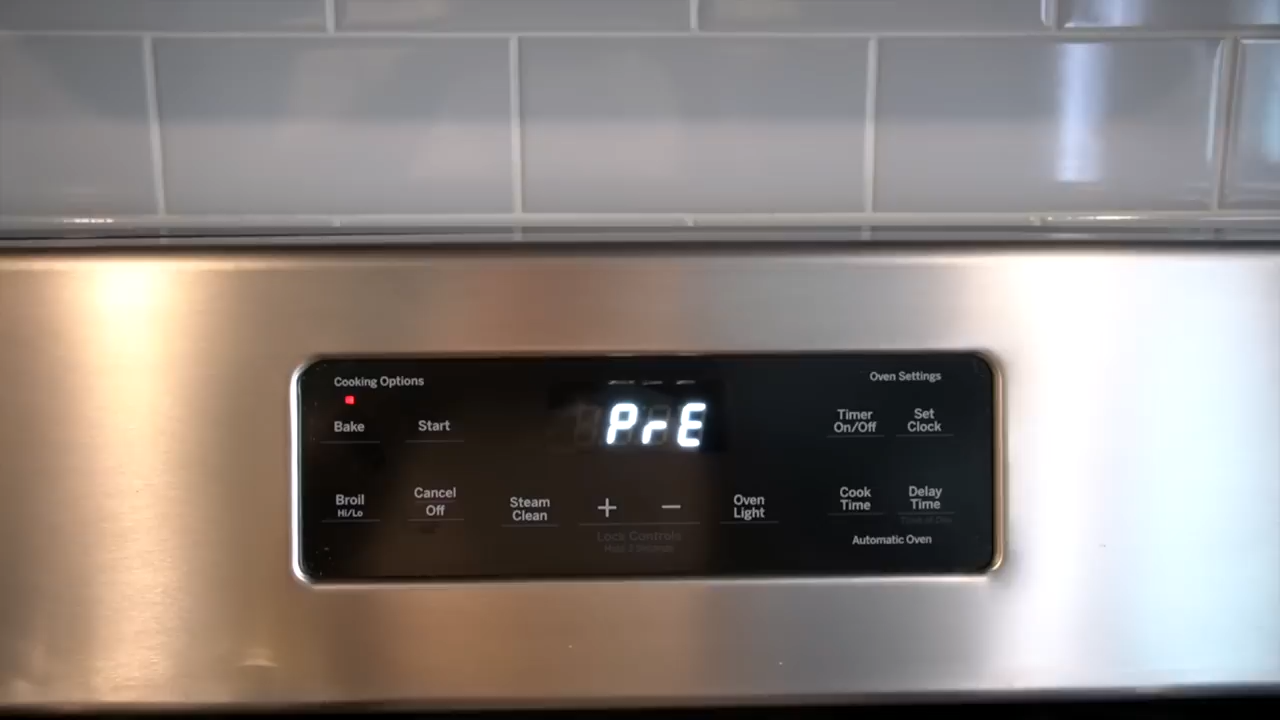 Cooking Options
Oven Settings
Bake
Start
PrE
Timer
On/Off
Set
Clock
Broil
Hi/Lo
Cancel
Off
Steam
Clean
+
−
Oven
Light
Cook
Time
Delay
Time
Lock Controls
Automatic Oven